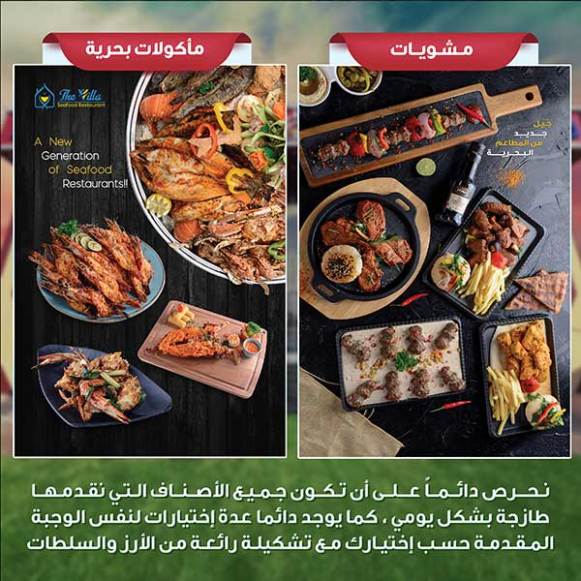 مشويات
مأكولات بحرية
جيل
جديد
من المطاعم
البحرية
The Villa
Seafood Restaurant
A New
Generation
of Seafood
Restaurants!!
نحرص دائماً على أن تكون جميع الأصناف التي نقدمها
طازجة بشكل يومي ، كما يوجد دائما عدة إختيارات لنفس الوجبة
المقدمة حسب إختيارك مع تشكيلة رائعة من الأرز والسلطات